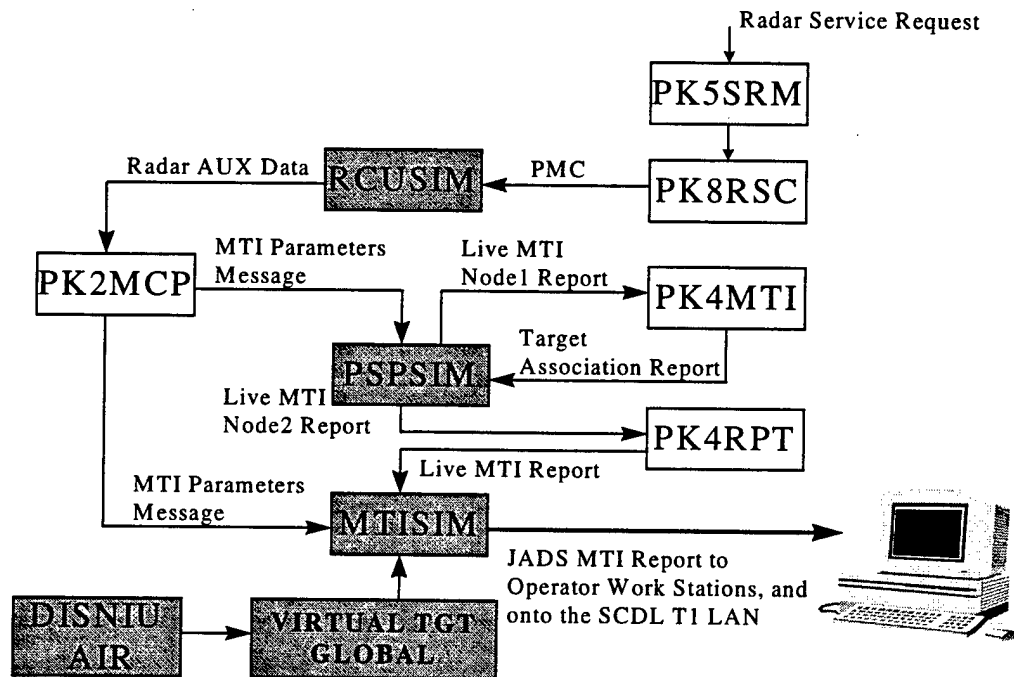 Radar Service Request
PK5SRM
Radar AUX Data
RCUSIM
PMC
PK8RSC
PK2MCP
MTI Parameters
Message
Live MTI
Node1 Report
PK4MTI
Target
Association Report
PSPSIM
Live MTI
Node2 Report
PK4RPT
Live MTI Report
MTI Parameters
Message
MTISIM
JADS MTI Report to
Operator Work Stations, and
onto the SCDL T1 LAN
DISNIU
AIR
VIRTUAL TGT
GLOBAL